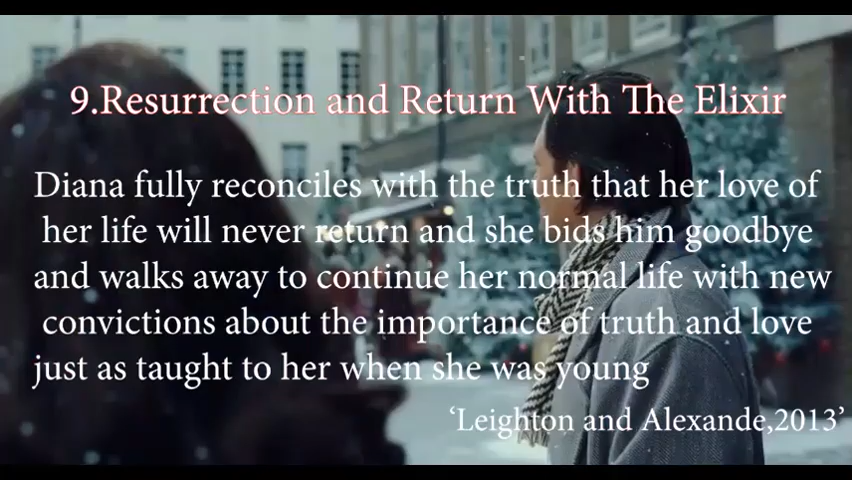 9.Resurrection and Return With The Elixir
Diana fully reconciles with the truth that her love of
her life will never return and she bids him goodbye
and walks away to continue her normal life with new
convictions about the importance of truth and love
just as taught to her when she was young
‘Leighton and Alexande,2013’